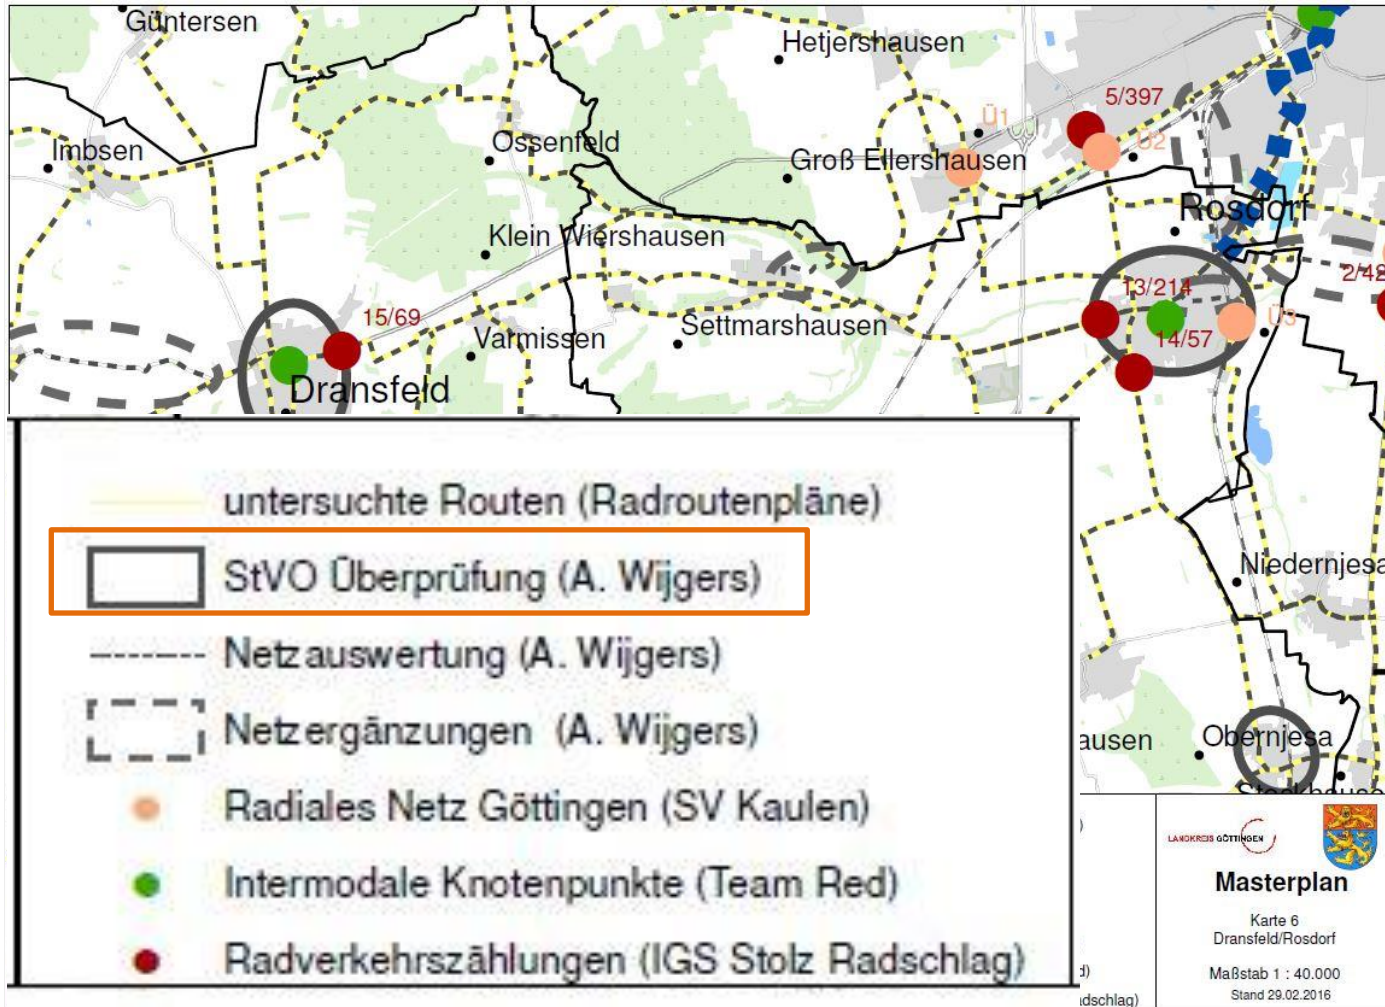 Güntersen
Hetjershausen
5/397
Ü1
Ü2
Imbsen
Ossenfeld
Groß Ellershausen
Rosdorf
Klein Wiershausen
2/42
13/214
15/69
Settmarshausen
Ü3
Varmissen
14/57
Dransfeld
untersuchte Routen (Radroutenpläne)
StVO Überprüfung (A. Wijgers)
Netzauswertung (A. Wijgers)
Netzergänzungen (A. Wijgers)
Radiales Netz Göttingen (SV Kaulen)
Intermodale Knotenpunkte (Team Red)
Radverkehrszählungen (IGS Stolz Radschlag)
Niedernjesa
ausen
Obernjesa
Stockhause
)
d)
adschlag)
LANDKREIS GÖTTINGEN
Masterplan
Karte 6
Dransfeld/Rosdorf
Maßstab 1 : 40.000
Stand 29.02.2016